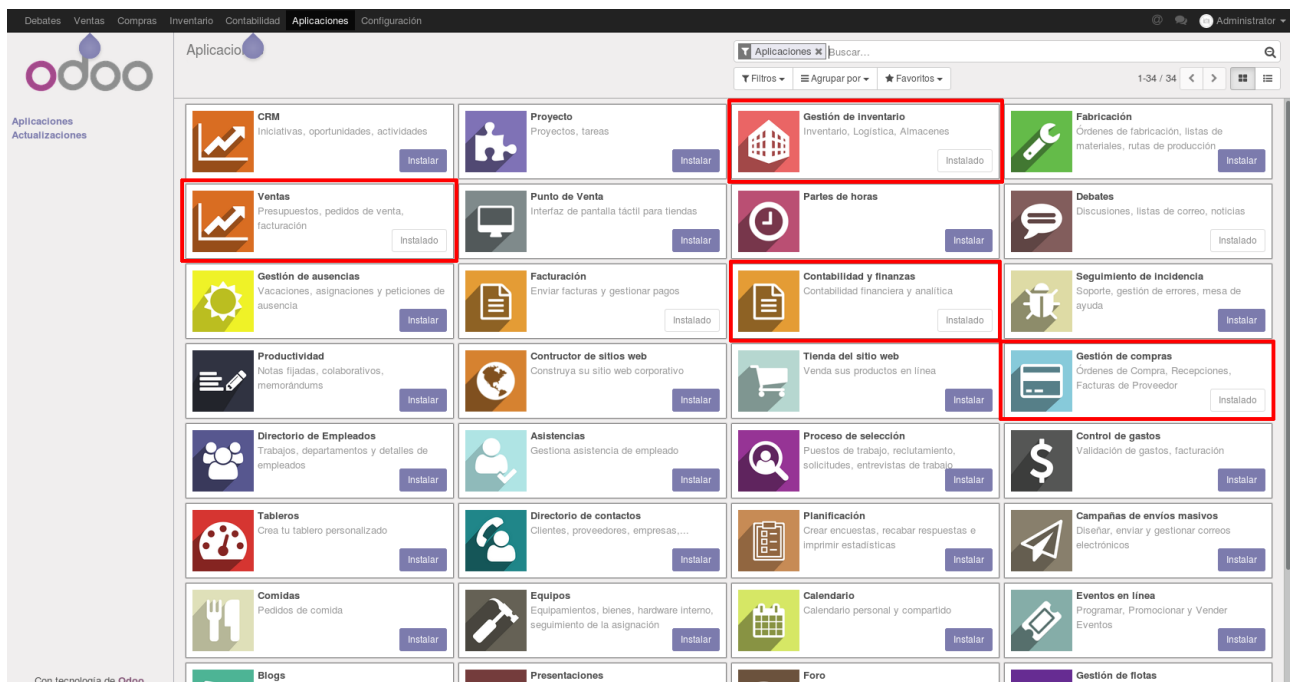 Debates Ventas Compras Inventario Contabilidad Aplicaciones Configuración @ Administrator
odoo
Aplicacio
Aplicaciones ✖ Buscar...
Filtros Agrupar por Favoritos 1-34 / 34
Aplicaciones
Actualizaciones
CRM
Iniciativas, oportunidades, actividades
Instalar
Proyecto
Proyectos, tareas
Instalar
Gestión de inventario
Inventario, Logística, Almacenes
Instalado
Fabricación
Órdenes de fabricación, listas de
materiales, rutas de producción
Instalar
Ventas
Presupuestos, pedidos de venta,
facturación
Instalado
Punto de Venta
Interfaz de pantalla táctil para tiendas
Instalar
Partes de horas
Instalar
Debates
Discusiones, listas de correo, noticias
Instalado
Gestión de ausencias
Vacaciones, asignaciones y peticiones de
ausencia
Instalar
Facturación
Enviar facturas y gestionar pagos
Instalado
Contabilidad y finanzas
Contabilidad financiera y analítica
Instalado
Seguimiento de incidencia
Soporte, gestión de errores, mesa de
ayuda
Instalar
Productividad
Notas fijadas, colaborativos,
memorándums
Instalar
Contructor de sitios web
Construya su sitio web corporativo
Instalar
Tienda del sitio web
Venda sus productos en línea
Instalar
Gestión de compras
Órdenes de Compra, Recepciones,
Facturas de Proveedor
Instalado
Directorio de Empleados
Trabajos, departamentos y detalles de
empleados
Instalar
Asistencias
Gestiona asistencia de empleado
Instalar
Proceso de selección
Puestos de trabajo, reclutamiento,
solicitudes, entrevistas de trabajo
Instalar
Control de gastos
Validación de gastos, facturación
Instalar
Tableros
Crea tu tablero personalizado
Instalar
Directorio de contactos
Clientes, proveedores, empresas,...
Instalar
Planificación
Crear encuestas, recabar respuestas e
imprimir estadísticas
Instalar
Campañas de envíos masivos
Diseñar, enviar y gestionar correos
electrónicos
Instalar
Comidas
Pedidos de comida
Instalar
Equipos
Equipamientos, bienes, hardware interno,
seguimiento de la asignación
Instalar
Calendario
Calendario personal y compartido
Instalar
Eventos en línea
Programar, Promocionar y Vender
Eventos
Instalar
Blogs
Presentaciones
Foro
Gestión de flotas
Con tecnología de Odoo